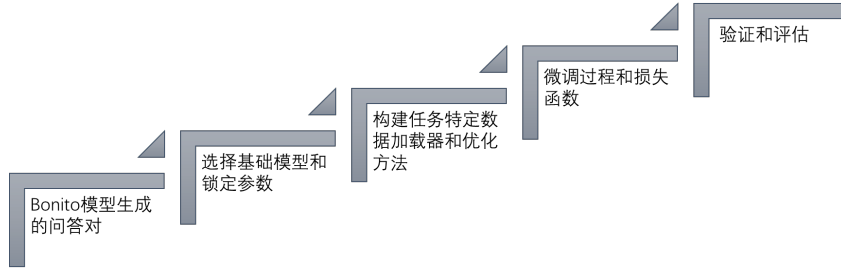 Bonito模型生成
的问答对
选择基础模型和
锁定参数
构建任务特定数
据加载器和优化
方法
微调过程和损失
函数
验证和评估